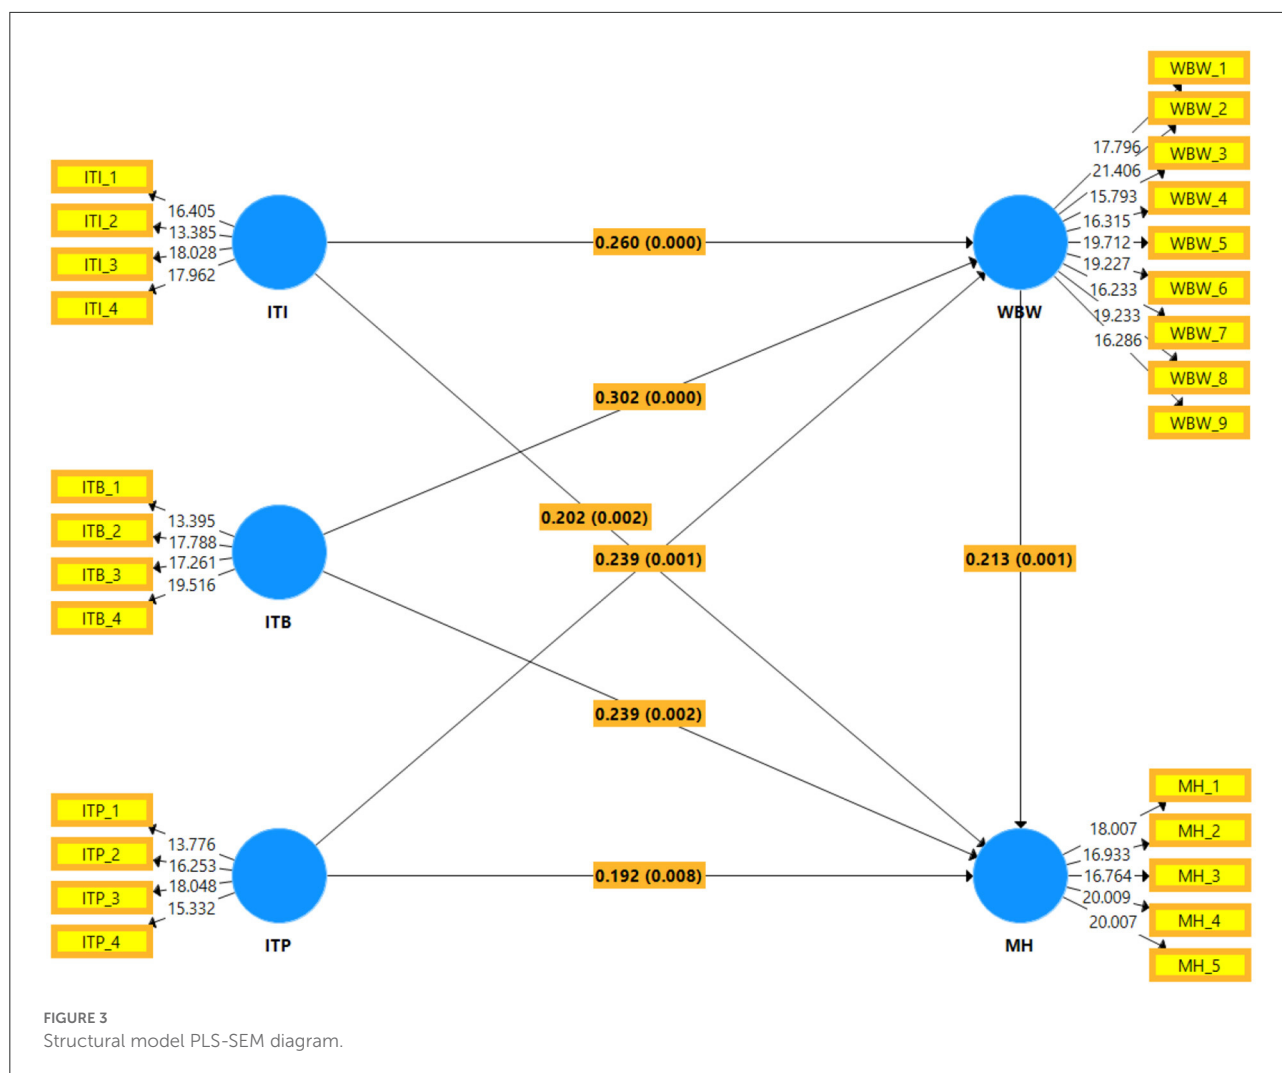 WBW_1
WBW_2
WBW_3
WBW_4
WBW_5
WBW_6
WBW_7
WBW_8
WBW_9
17.796
21.406
15.793
16.315
19.712
19.227
16.233
19.233
16.286
WBW
ITI_1
ITI_2
ITI_3
ITI_4
16.405
13.385
18.028
17.962
ITI
0.260 (0.000)
0.302 (0.000)
0.202 (0.002)
0.239 (0.001)
0.213 (0.001)
ITB_1
ITB_2
ITB_3
ITB_4
13.395
17.788
17.261
19.516
ITB
0.239 (0.002)
ITP_1
ITP_2
ITP_3
ITP_4
13.776
16.253
18.048
15.332
ITP
0.192 (0.008)
MH_1
MH_2
MH_3
MH_4
MH_5
18.007
16.933
16.764
20.009
20.007
MH
FIGURE 3
Structural model PLS-SEM diagram.